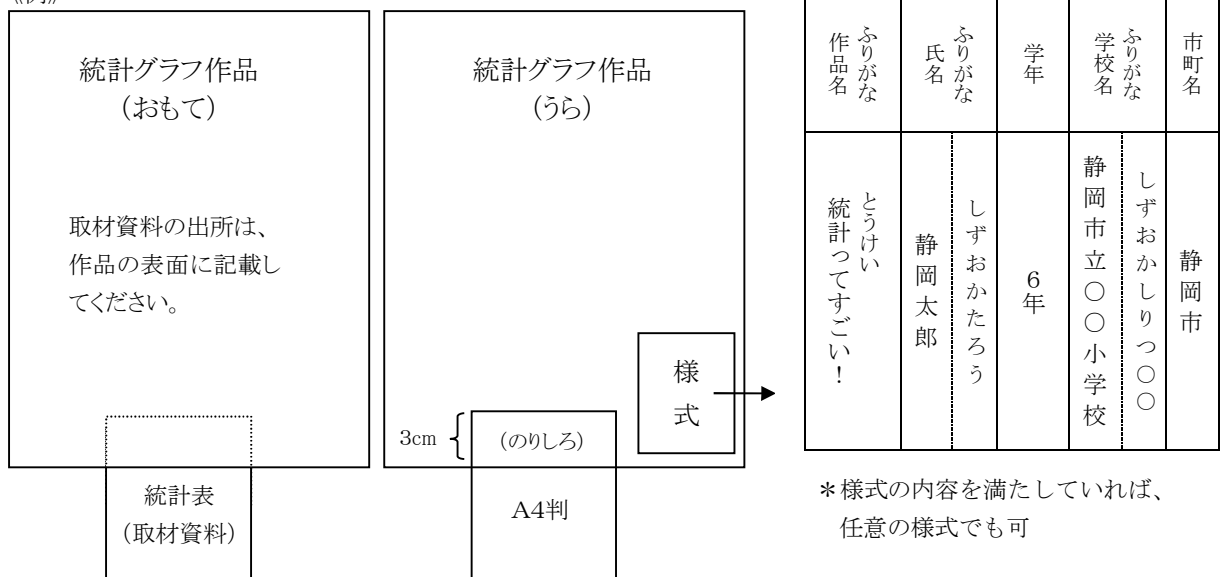 統計グラフ作品
（おもて）
取材資料の出所は、
作品の表面に記載し
てください。
統計表
（取材資料）
統計グラフ作品
（うら）
様
式
3cm
（のりしろ）
A4判
市町名
静岡市
ふりがな
学校名
しずおかしりつ○○
静岡市立○○小学校
学年
6年
ふりがな
氏名
しずおかたろう
静岡太郎
ふりがな
作品名
とうけい
統計ってすごい！
＊様式の内容を満たしていれば、
任意の様式でも可